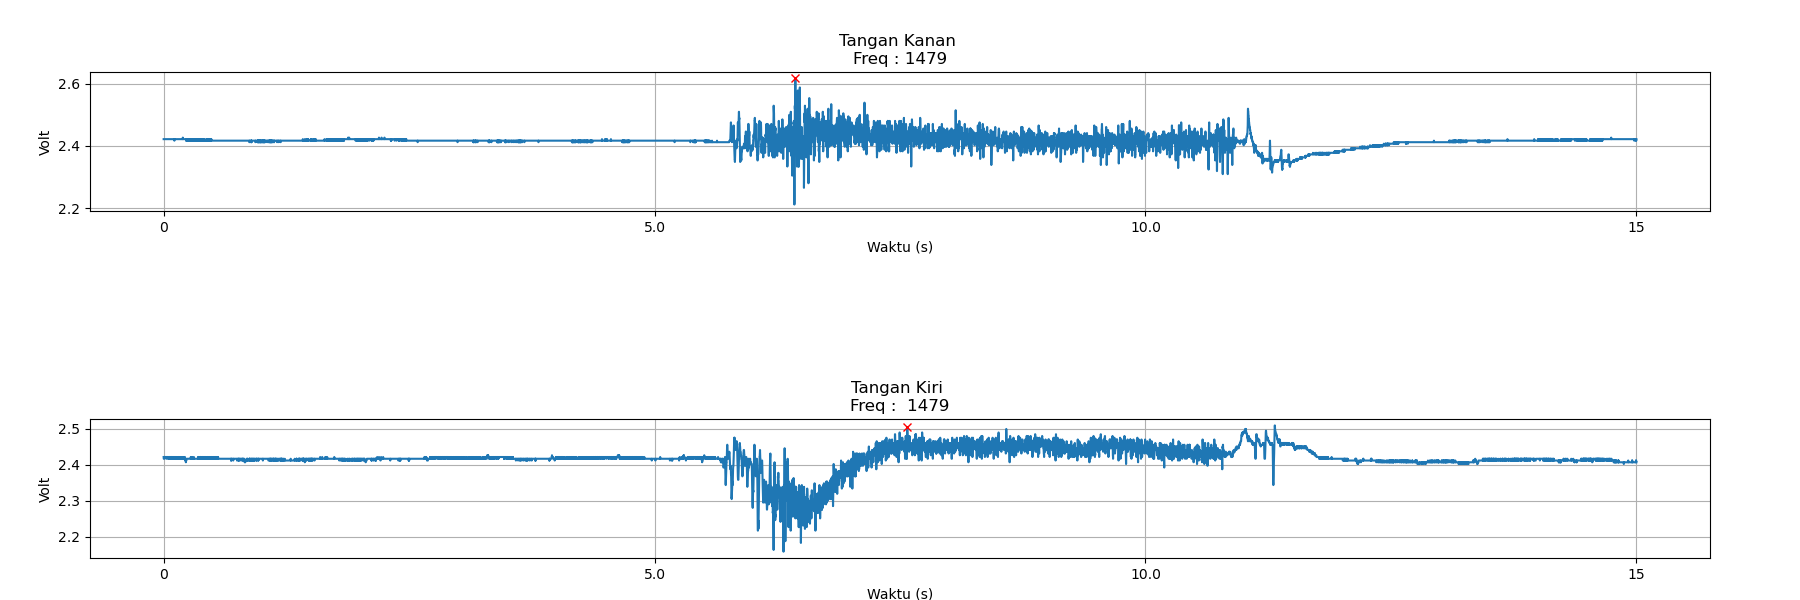 Tangan Kanan
Freq : 1479
2.6
2.4
2.2
Volt
0 5.0 10.0 15
Waktu (s)
Tangan Kiri
Freq :  1479
2.5
2.4
2.3
2.2
Volt
0 5.0 10.0 15
Waktu (s)